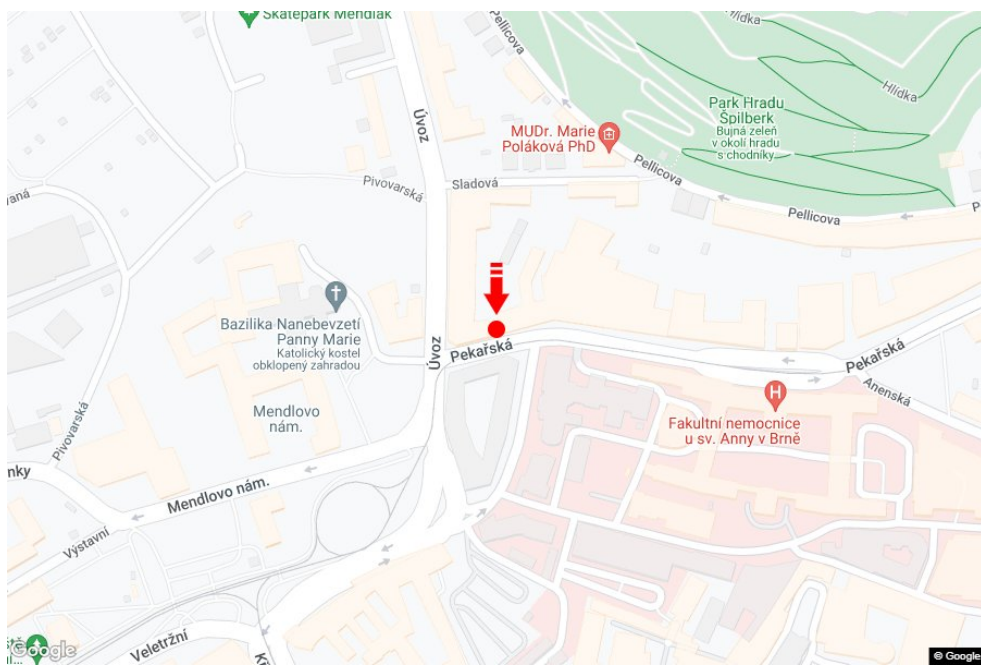 Skatepark Mendlák
Pellicova
Hlídka
Hlídka
Park Hradu
Špilberk
Bujná zeleň
v okolí hradu
s chodníky
MUDr. Marie
Poláková PhD
Úvoz
Pivovarská
Sladová
Pellicova
Pellicova
Bazilika Nanebevzetí
Panny Marie
Katolický kostel
obklopený zahradou
Úvoz
Pekařská
Pekařská
Anenská
Fakultní nemocnice
u sv. Anny v Brně
H
Mendlovo
nám.
Pivovarská
Mendlovo nám.
Výstavní
Veletržní
Google
© Google